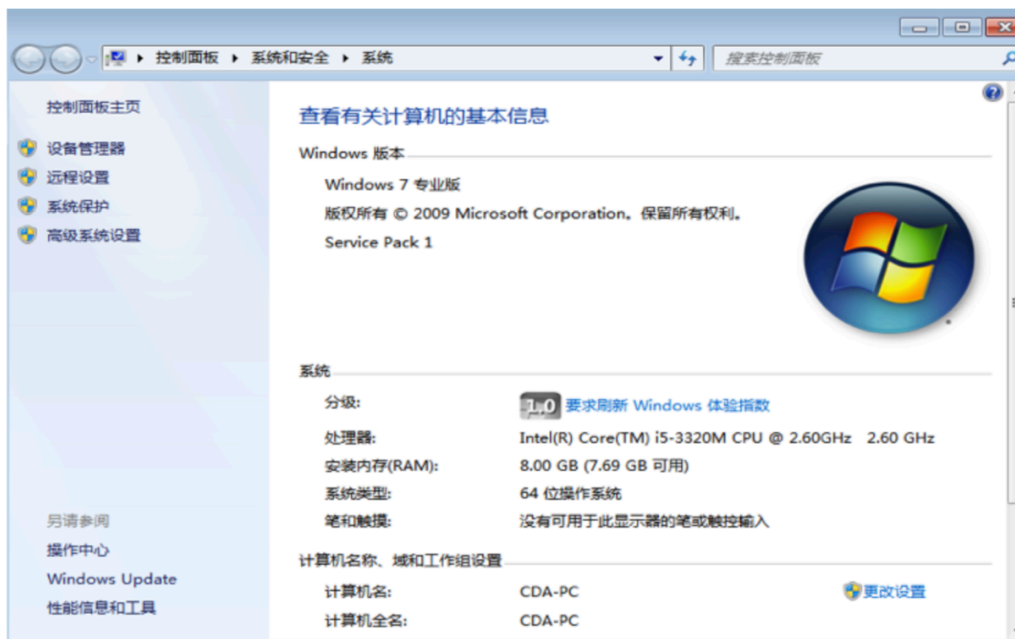 控制面板 ▸ 系统和安全 ▸ 系统
搜索控制面板
控制面板主页
设备管理器
远程设置
系统保护
高级系统设置
另请参阅
操作中心
Windows Update
性能信息和工具
查看有关计算机的基本信息
Windows 版本
Windows 7 专业版
版权所有 © 2009 Microsoft Corporation。保留所有权利。
Service Pack 1
系统
分级: 1.0 要求刷新 Windows 体验指数
处理器: Intel(R) Core(TM) i5-3320M CPU @ 2.60GHz 2.60 GHz
安装内存(RAM): 8.00 GB (7.69 GB 可用)
系统类型: 64 位操作系统
笔和触摸: 没有可用于此显示器的笔或触控输入
计算机名称、域和工作组设置
计算机名: CDA-PC 更改设置
计算机全名: CDA-PC